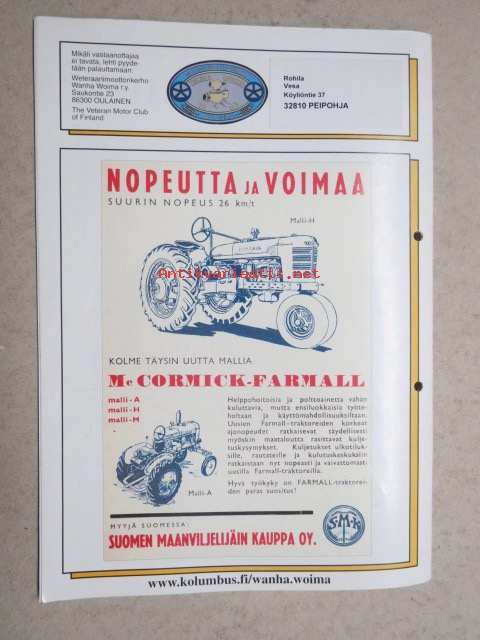 Mikäli vastaanottajaa
ei tavata, lehti pyyde-
tään palauttamaan:
Weteraanimoottorikerho
Wanha Woima r.y.
Saukontie 23
86300 OULAINEN
The Veteran Motor Club
of Finland
Rohila
Vesa
Köyliöntie 37
32810 PEIPOHJA
NOPEUTTA JA VOIMAA
SUURIN NOPEUS 26 km/t
Malli-H
Antikvariaatti.net
KOLME TÄYSIN UUTTA MALLIA
Mc CORMICK-FARMALL
malli-A
malli-H
malli-M
Helppohoitoisia ja polttoainetta vähän
kuluttavia, mutta ensiluokkaisia työte-
holtaan ja käyttömahdollisuuksiltaan.
Uusien Farmall-traktoreiden korkeat
ajonopeudet ratkaisevat täydellisesti
myöskin maataloutta rasittavat kulje-
tuskysymykset. Kuljetukset ulkotiluk-
sille, rautateille ja kulutuskeskuksiin
ratkaistaan nyt nopeasti ja vaivattomasti
uusilla Farmall-traktoreilla.
Hyvä työkyky on FARMALL-traktorei-
den paras suositus!
Malli-A
MYYJÄ SUOMESSA:
SUOMEN MAANVILJELIJÄIN KAUPPA OY.
SMK
www.kolumbus.fi/wanha.woima